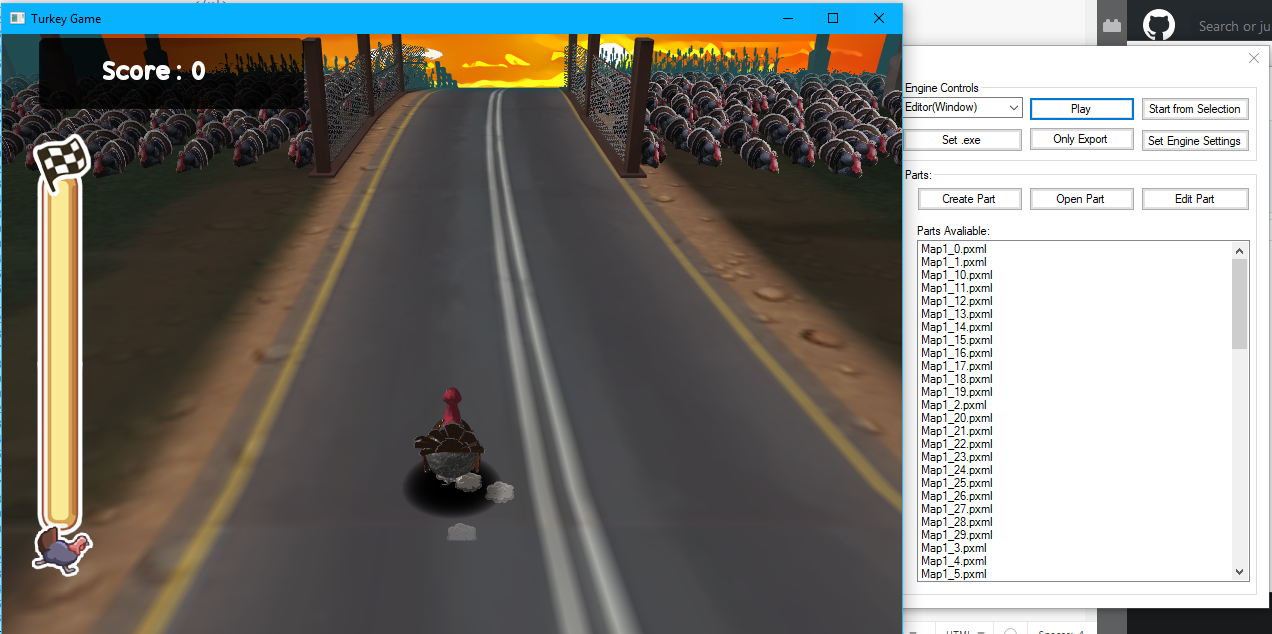 Turkey Game
Score : 0
Search or ju
Engine Controls
Editor(Window)
Play
Start from Selection
Set .exe
Only Export
Set Engine Settings
Parts:
Create Part
Open Part
Edit Part
Parts Avaliable:
Map1_0.pxml
Map1_1.pxml
Map1_10.pxml
Map1_11.pxml
Map1_12.pxml
Map1_13.pxml
Map1_14.pxml
Map1_15.pxml
Map1_16.pxml
Map1_17.pxml
Map1_18.pxml
Map1_19.pxml
Map1_2.pxml
Map1_20.pxml
Map1_21.pxml
Map1_22.pxml
Map1_23.pxml
Map1_24.pxml
Map1_25.pxml
Map1_26.pxml
Map1_27.pxml
Map1_28.pxml
Map1_29.pxml
Map1_3.pxml
Map1_4.pxml
Map1_5.pxml